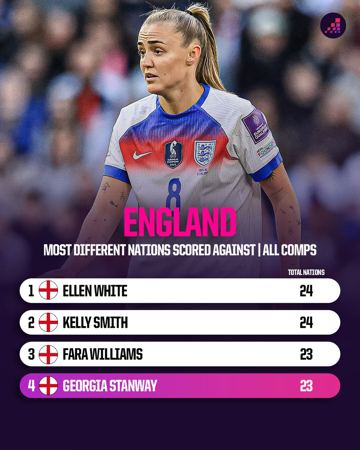 8
ENGLAND
MOST DIFFERENT NATIONS SCORED AGAINST | ALL COMPS
TOTAL NATIONS
1 ELLEN WHITE 24
2 KELLY SMITH 24
3 FARA WILLIAMS 23
4 GEORGIA STANWAY 23